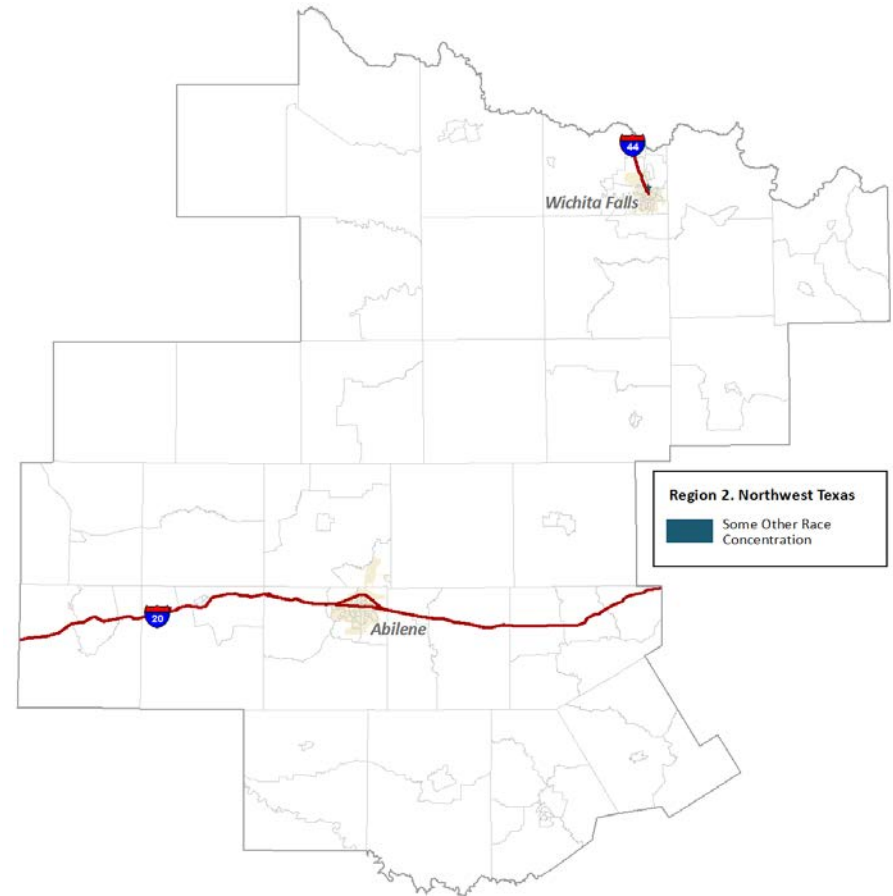 44
Wichita Falls
Region 2. Northwest Texas
Some Other Race
Concentration
20
Abilene